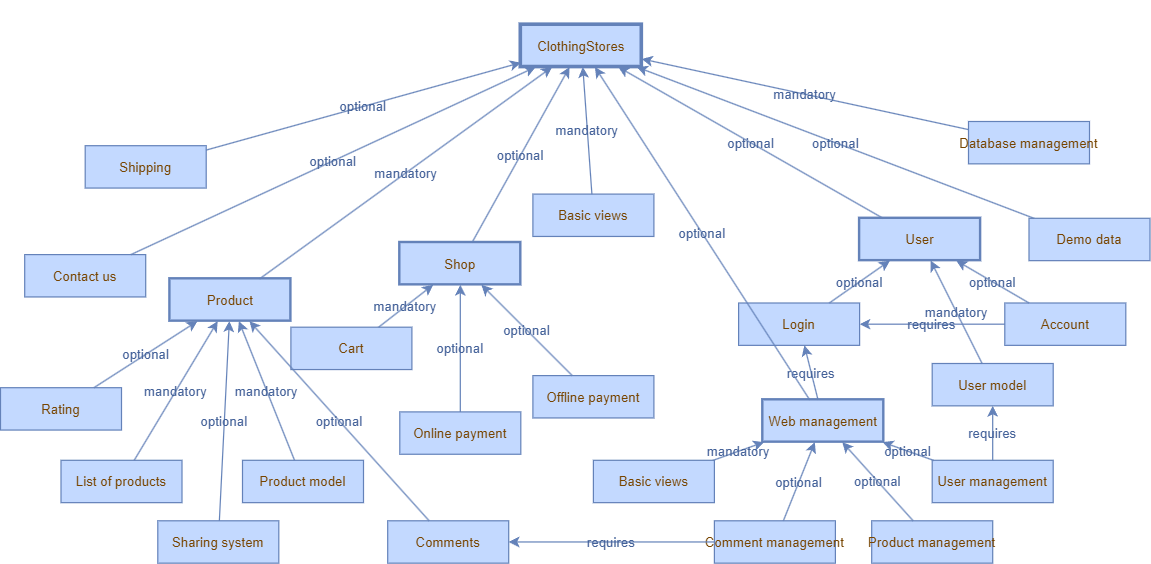 ClothingStores
optional
mandatory
optional
mandatory
optional
optional
optional
mandatory
Database management
Shipping
optional
mandatory
Basic views
optional
User
Demo data
Shop
Contact us
Product
mandatory
optional
optional
optional
optional
mandatory
Login
requires
Account
Cart
optional
mandatory
optional
mandatory
optional
requires
User model
Offline payment
Rating
optional
Web management
Online payment
requires
mandatory
optional
List of products
Product model
Basic views
optional
optional
User management
Sharing system
Comments
requires
Comment management
Product management